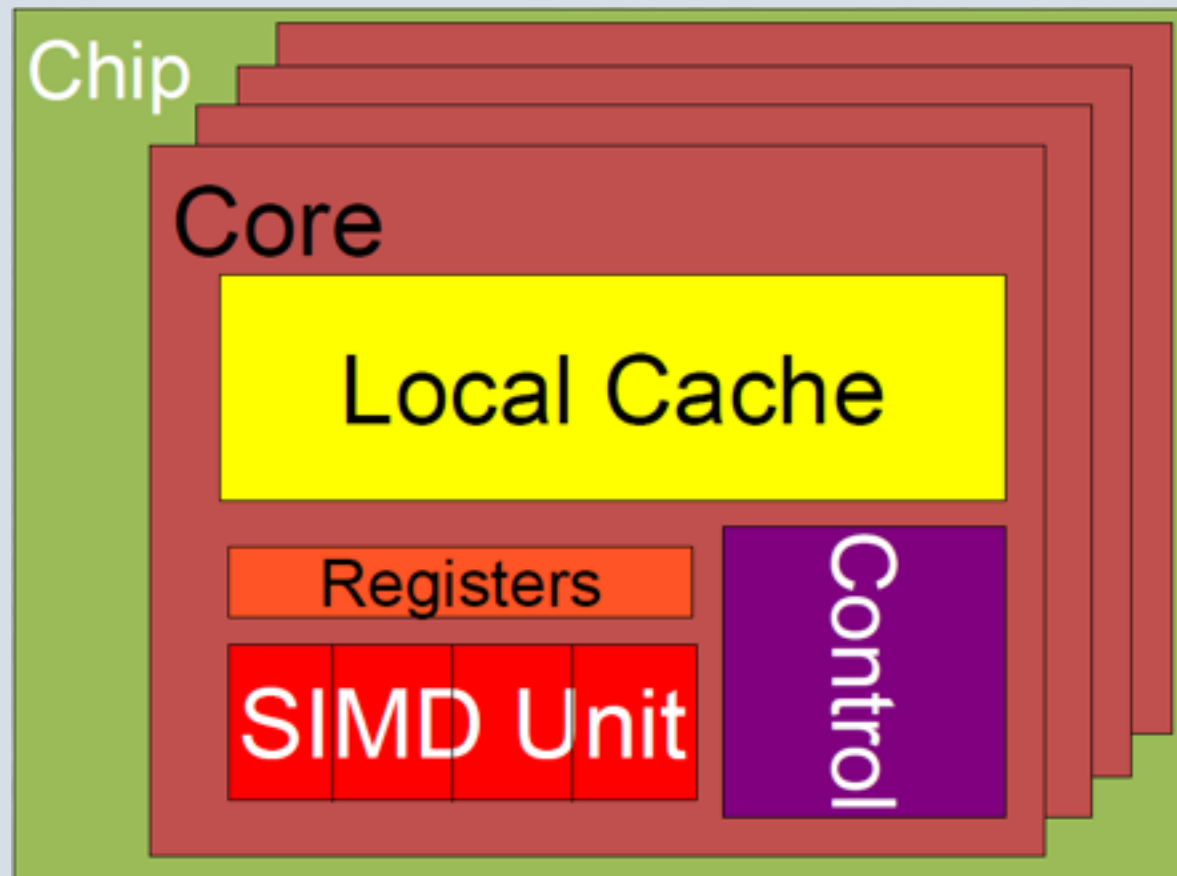 Chip
Core
Local Cache
Registers
SIMD Unit
Control